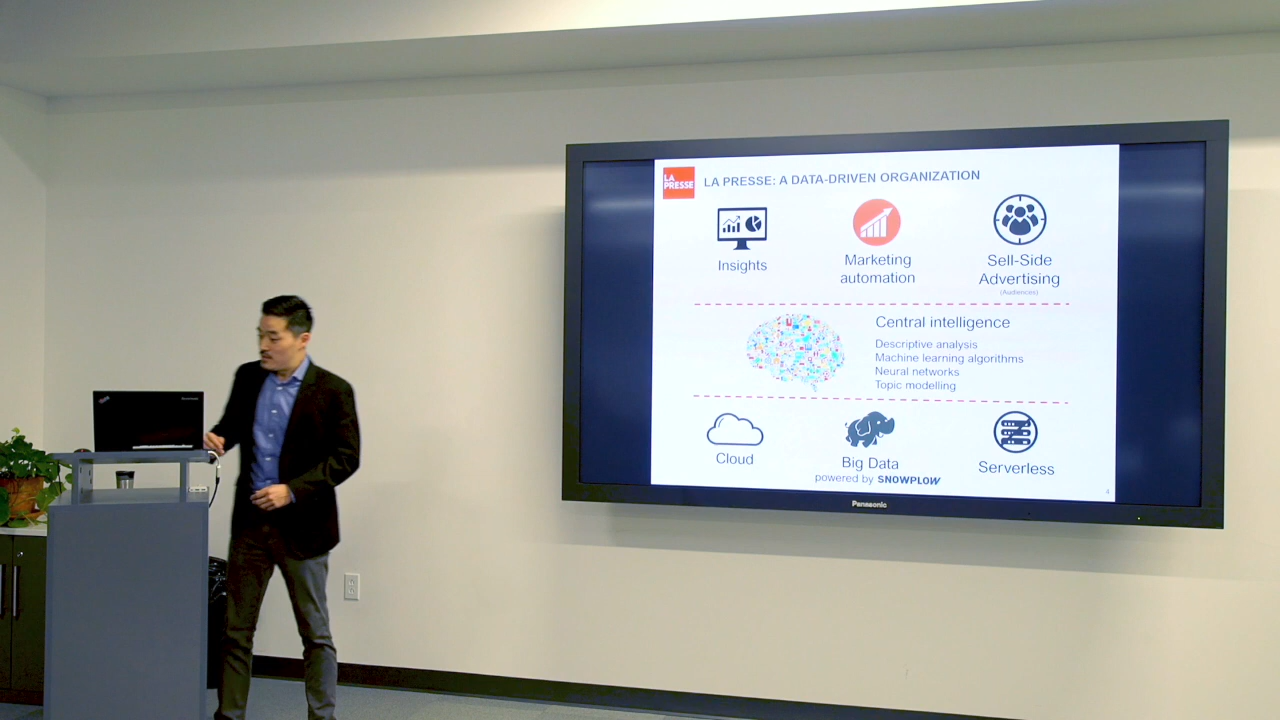 LA
PRESSE
LA PRESSE: A DATA-DRIVEN ORGANIZATION
Insights
Marketing
automation
Sell-Side
Advertising
(Audiences)
Central intelligence
Descriptive analysis
Machine learning algorithms
Neural networks
Topic modelling
Cloud
Big Data
powered by SNOWPLOW
Serverless
4
Panasonic